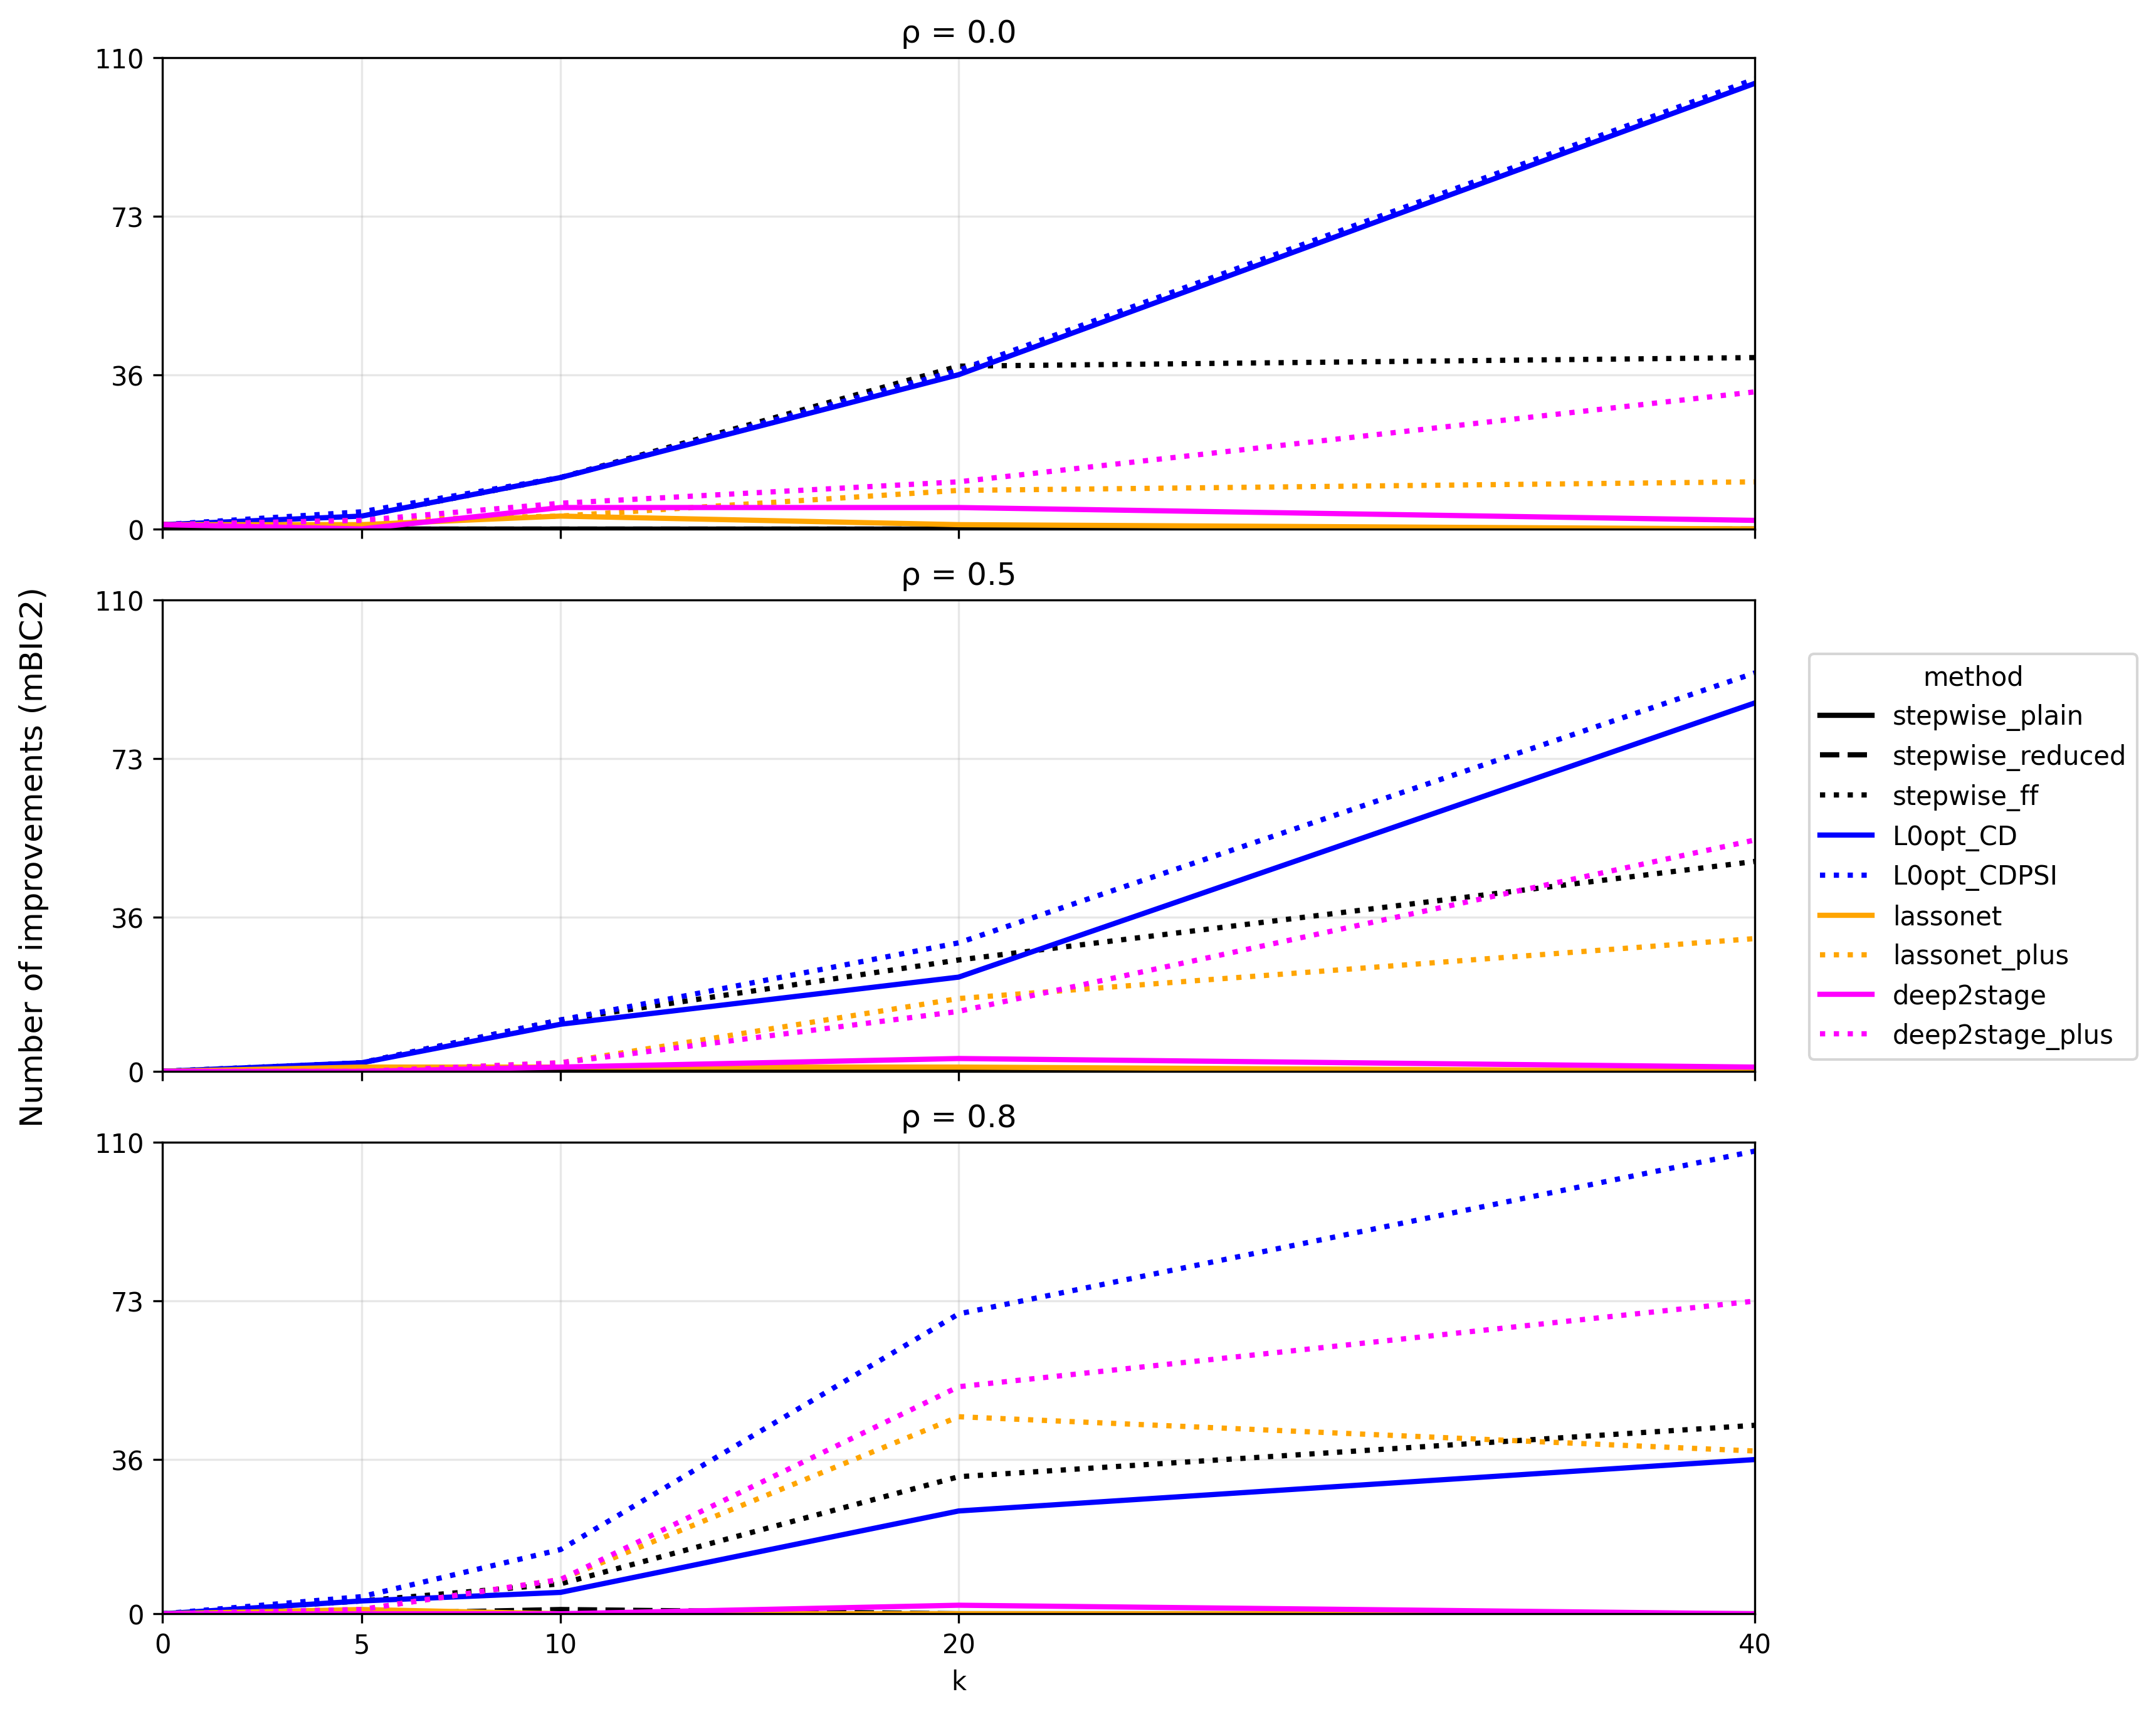 ρ = 0.0
110
73
36
0
ρ = 0.5
110
73
36
0
Number of improvements (mBIC2)
ρ = 0.8
110
73
36
0
0 5 10 20 40
k
method
stepwise_plain
stepwise_reduced
stepwise_ff
L0opt_CD
L0opt_CDPSI
lassonet
lassonet_plus
deep2stage
deep2stage_plus